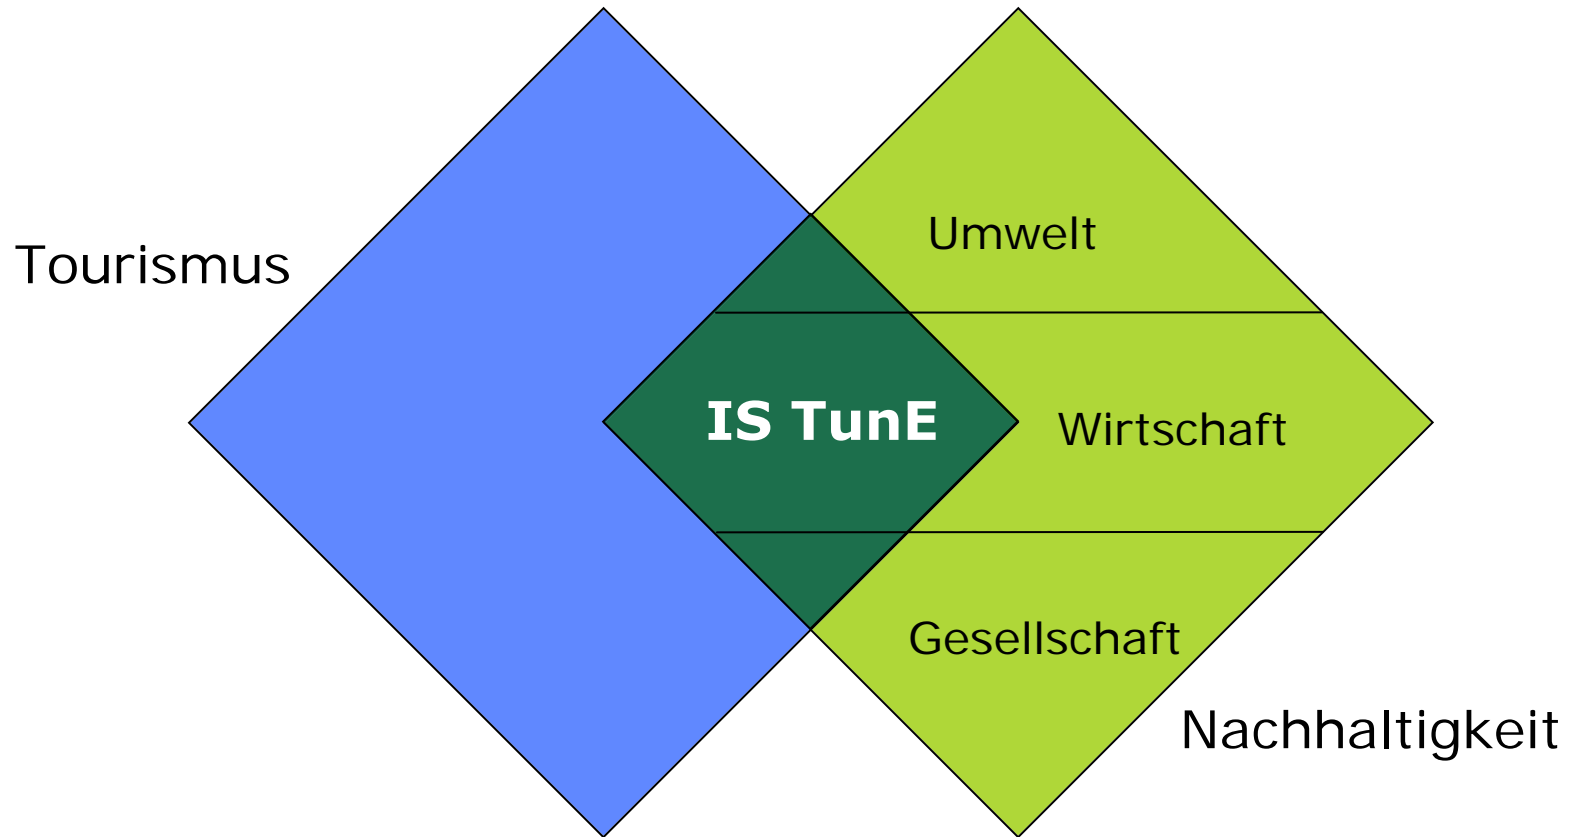 Umwelt
Tourismus
IS TunE
Wirtschaft
Gesellschaft
Nachhaltigkeit